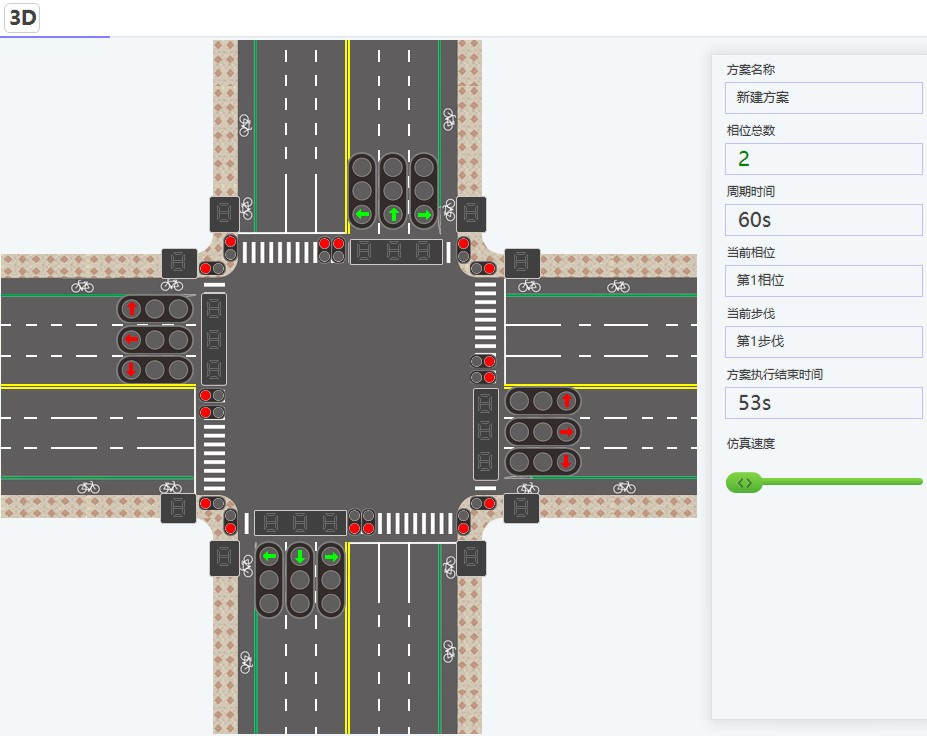 3D
方案名称
新建方案
相位总数
2
周期时间
60s
当前相位
第1相位
当前步伐
第1步伐
方案执行结束时间
53s
仿真速度